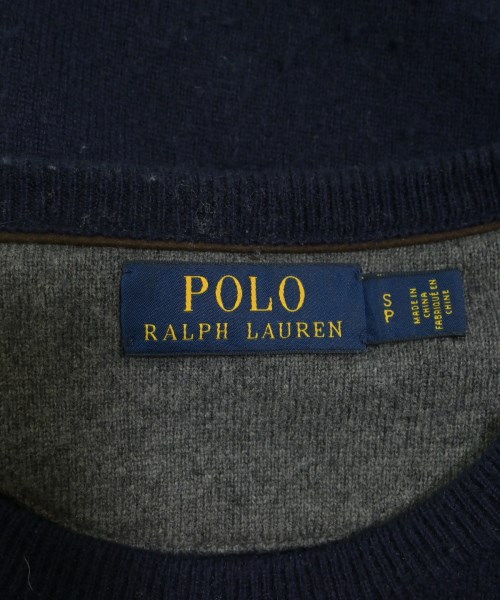 POLO
RALPH LAUREN
S
P
MADE IN
CHINA
FABRIQUÉ EN
CHINE